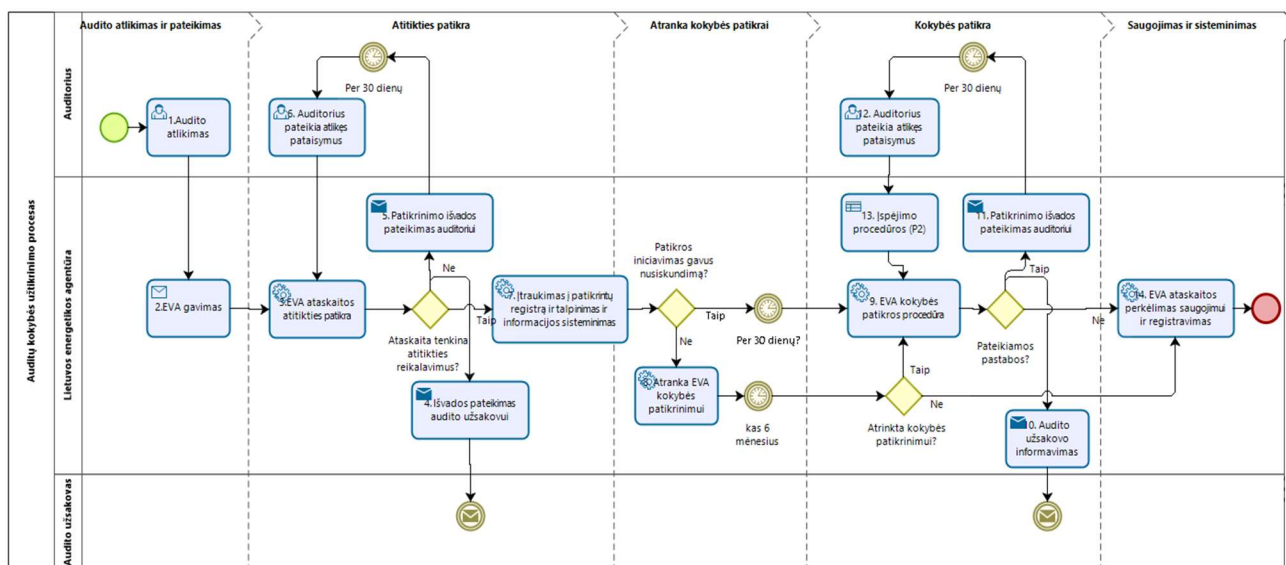 Auditų kokybės užtikrinimo procesas
Audito atlikimas ir pateikimas
Atitikties patikra
Atranka kokybės patikrai
Kokybės patikra
Saugojimas ir sisteminimas
Auditorius
1.Audito
atlikimas
Per 30 dienų
6. Auditorius
pateikia atlikęs
pataisymus
Per 30 dienų
12. Auditorius
pateikia atlikęs
pataisymus
Lietuvos energetikos agentūra
2.EVA gavimas
3.EVA ataskaitos
atitikties patikra
5. Patikrinimo išvados
pateikimas auditoriui
Ne
Taip
Ataskaita tenkina
atitikties
reikalavimus?
4. Išvados pateikimas
audito užsakovui
7. Įtraukimas į patikrintų
registrą ir talpinimas ir
informacijos sisteminimas
Patikros
iniciavimas gavus
nusiskundimą?
Taip
Ne
Per 30 dienų?
8. Atranka EVA
kokybės
patikrinimui
kas 6
mėnesius
13. Įspėjimo
procedūros (P2)
11. Patikrinimo išvados
pateikimas auditoriui
9. EVA kokybės
patikros procedūra
Taip
Ne
Pateikiamos
pastabos?
Taip
Ne
Atrinkta kokybės
patikrinimui?
10. Audito
užsakovo
informavimas
14. EVA ataskaitos
perkėlimas saugojimui
ir registravimas
Audito užsakovas